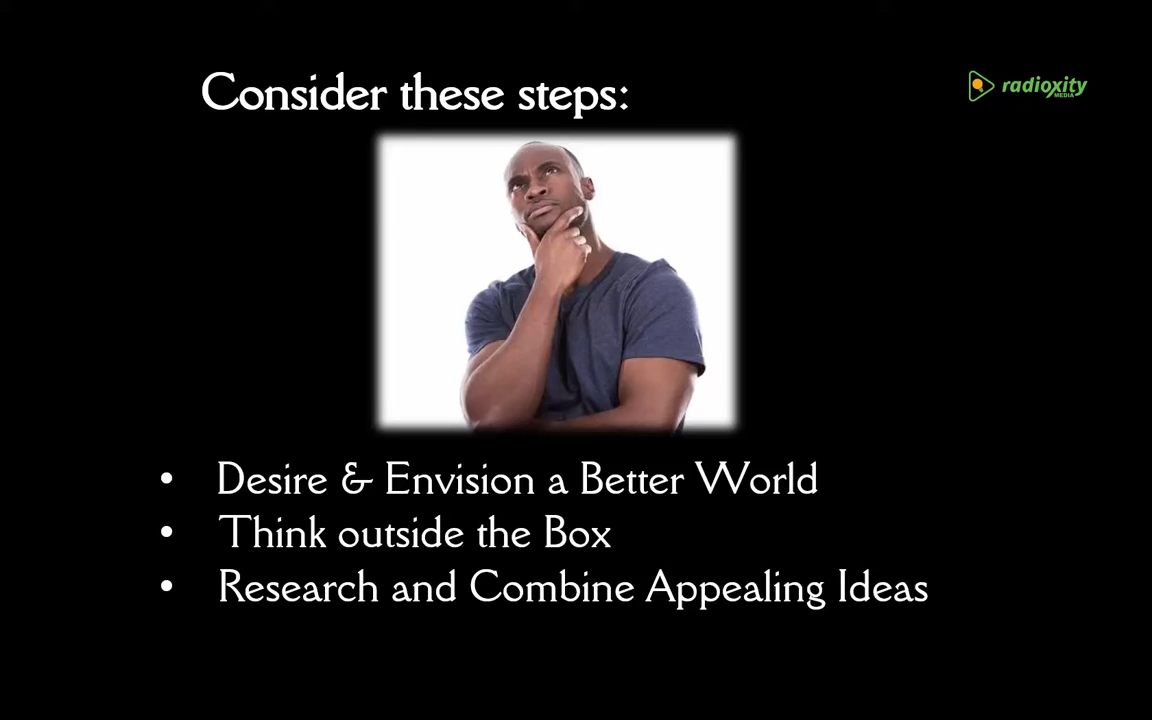 Consider these steps:
radioxity
MEDIA
• Desire & Envision a Better World
• Think outside the Box
• Research and Combine Appealing Ideas